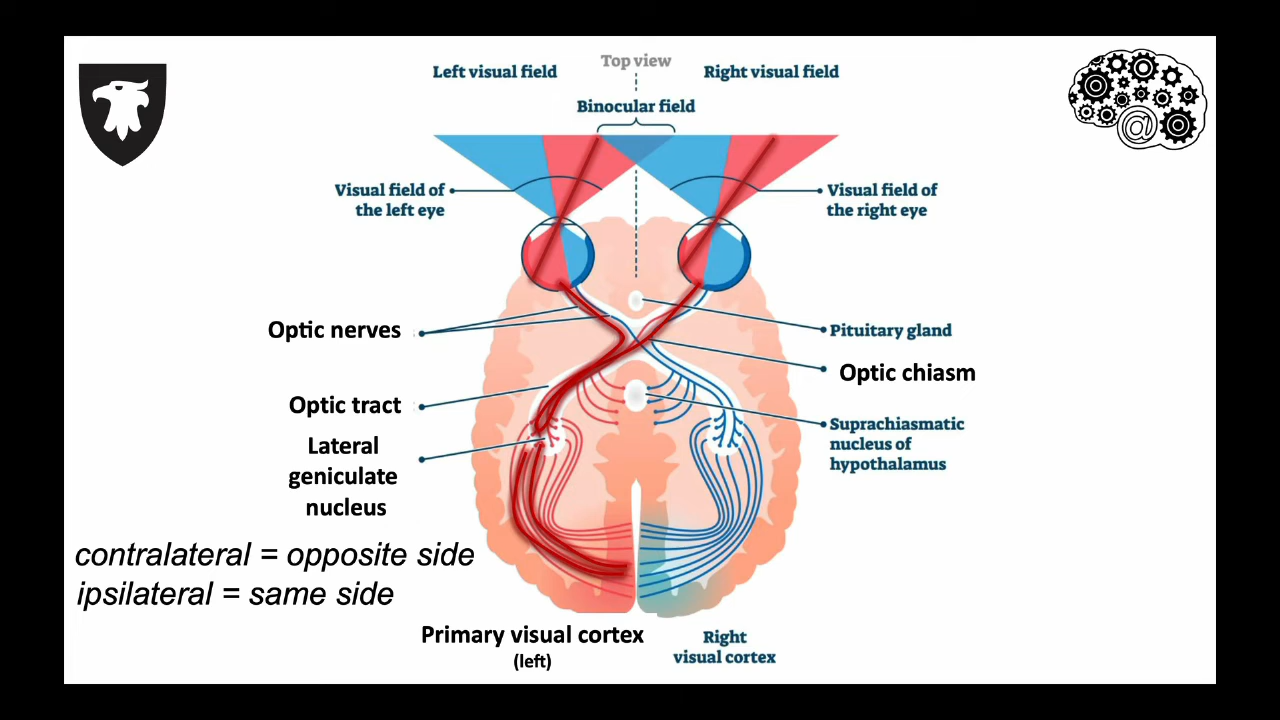 Top view
Left visual field
Right visual field
Binocular field
Visual field of
the left eye
Visual field of
the right eye
Optic nerves
Pituitary gland
Optic chiasm
Optic tract
Lateral
geniculate
nucleus
Suprachiasmatic
nucleus of
hypothalamus
contralateral = opposite side
ipsilateral = same side
Primary visual cortex
(left)
Right
visual cortex
@